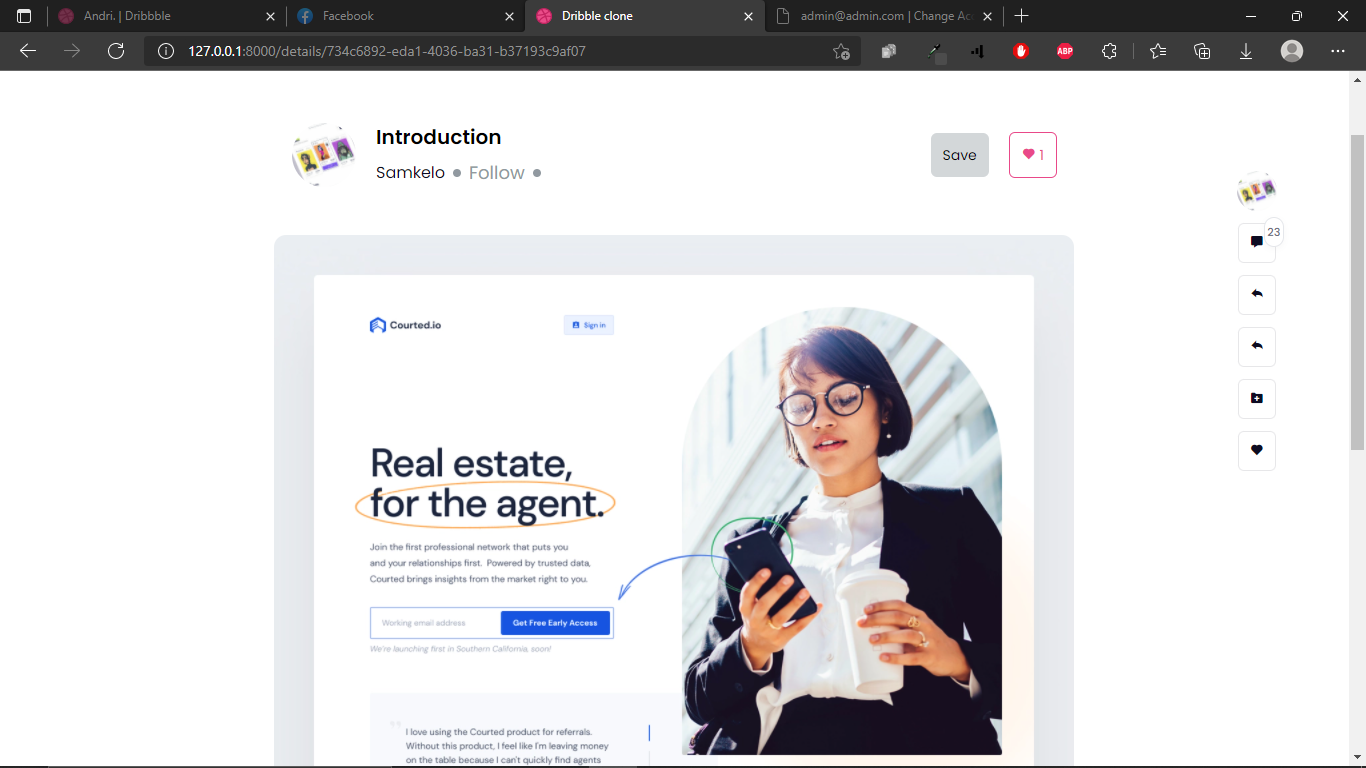 Andri. | Dribbble
Facebook
Dribble clone
admin@admin.com | Change Acc
127.0.0.1:8000/details/734c6892-eda1-4036-ba31-b37193c9af07
ABP
Introduction
Samkelo • Follow •
Save
1
23
Courted.io
Sign in
Real estate,
for the agent.
Join the first professional network that puts you
and your relationships first. Powered by trusted data,
Courted brings insights from the market right to you.
Working email address
Get Free Early Access
We're launching first in Southern California, soon!
I love using the Courted product for referrals.
Without this product, I feel like I'm leaving money
on the table because I can't quickly find agents